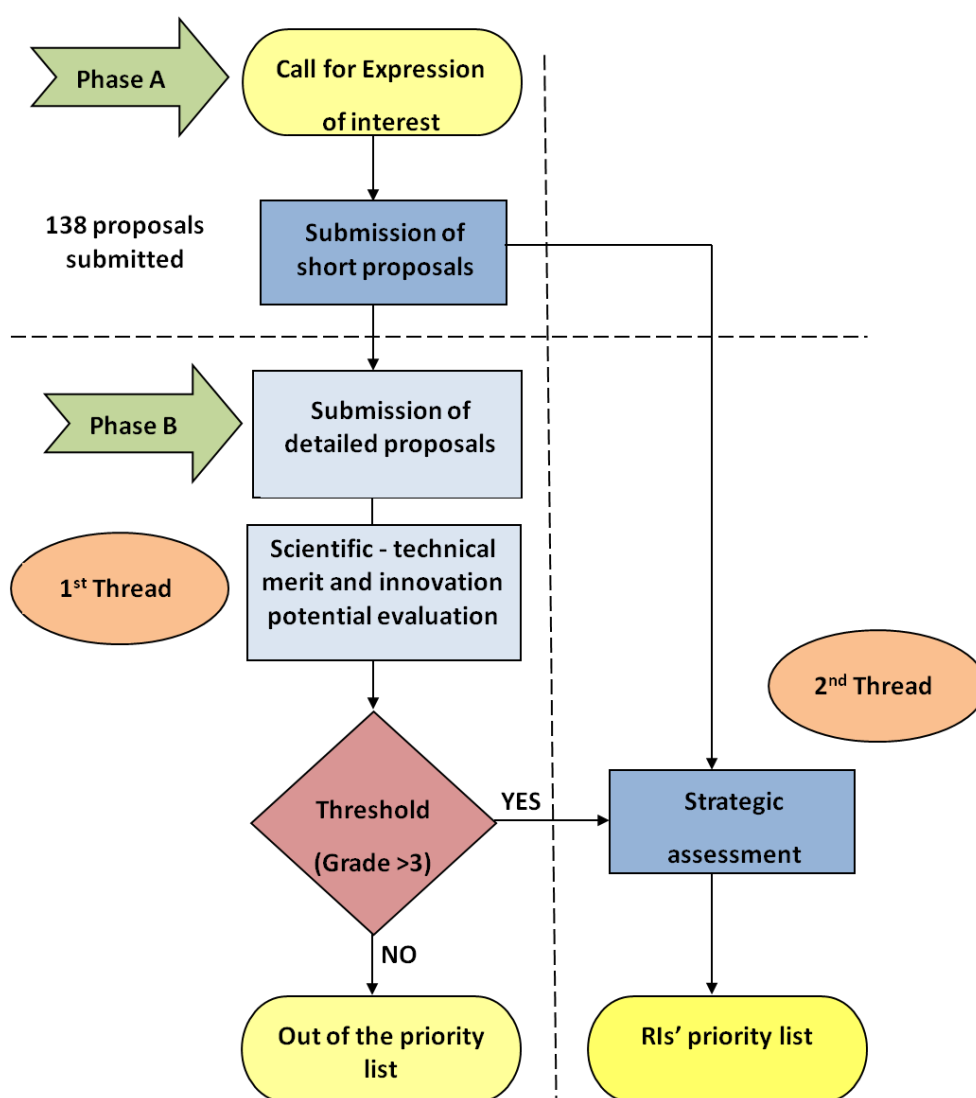 Phase A
Call for Expression
of interest
138 proposals
submitted
Submission of
short proposals
Phase B
Submission of
detailed proposals
1st Thread
Scientific - technical
merit and innovation
potential evaluation
2nd Thread
Threshold
(Grade >3)
YES
Strategic
assessment
NO
Out of the priority
list
RIs’ priority list